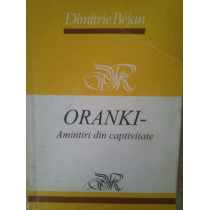 Dimitrie Bejan
ORANKI-
Amintiri din captivitate